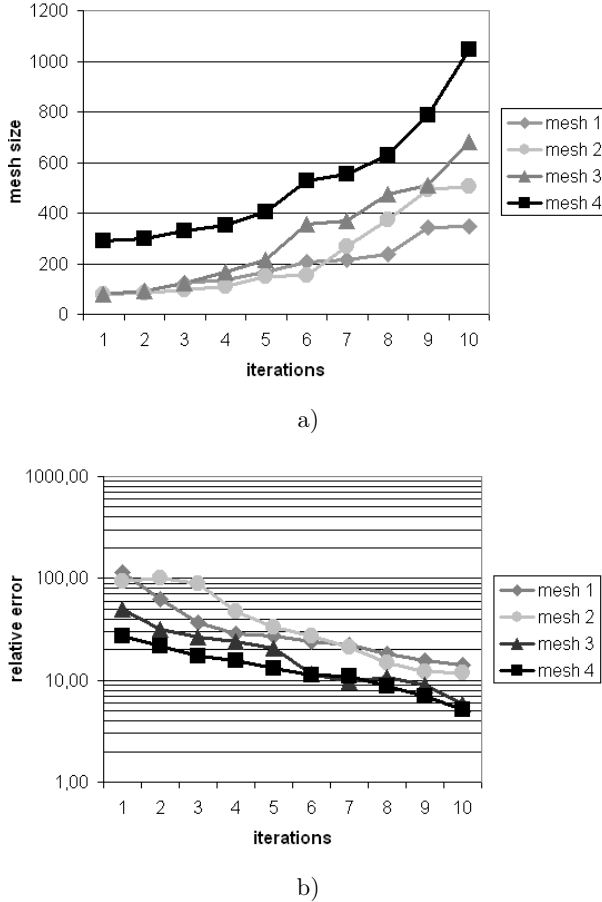 1200
1000
800
600
400
200
0
mesh size
1 2 3 4 5 6 7 8 9 10
iterations
mesh 1
mesh 2
mesh 3
mesh 4
a)
1000,00
100,00
10,00
1,00
relative error
1 2 3 4 5 6 7 8 9 10
iterations
mesh 1
mesh 2
mesh 3
mesh 4
b)